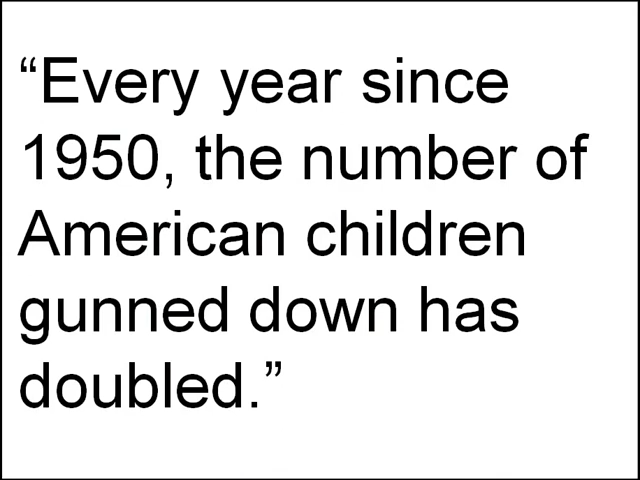 “Every year since
1950, the number of
American children
gunned down has
doubled.”